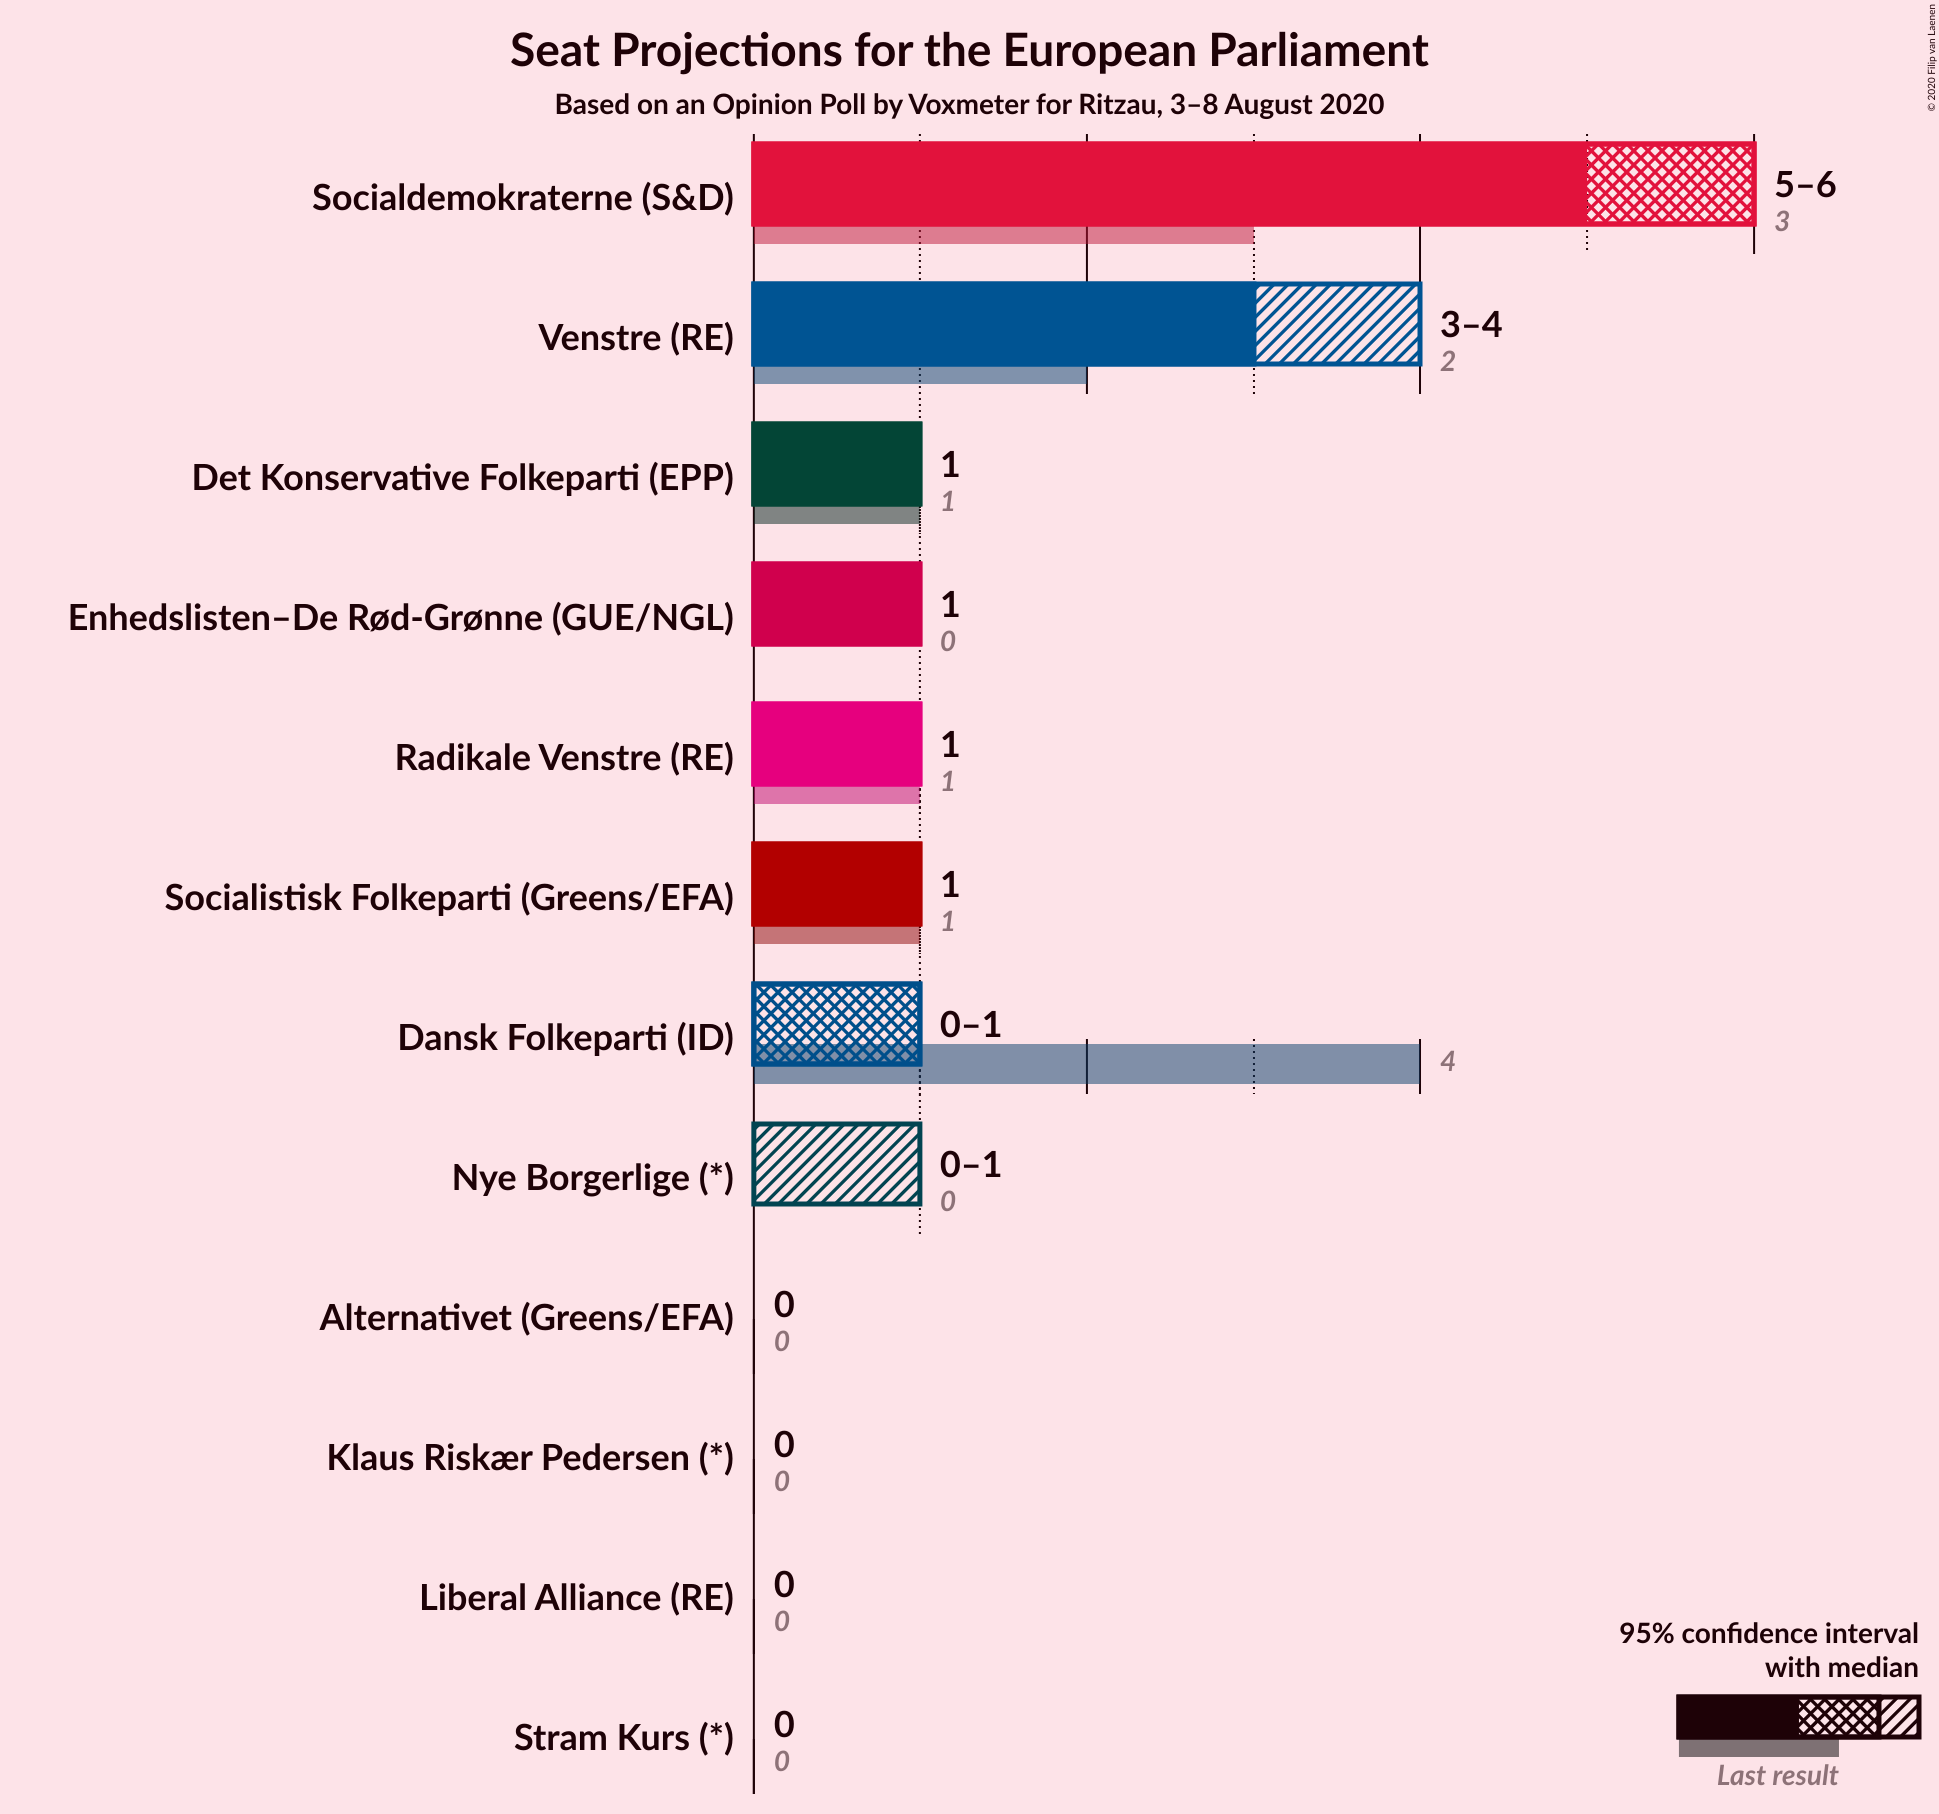 Seat Projections for the European Parliament
Based on an Opinion Poll by Voxmeter for Ritzau, 3–8 August 2020
© 2020 Filip van Laenen
Socialdemokraterne (S&D)
5–6
3
Venstre (RE)
3–4
2
Det Konservative Folkeparti (EPP)
1
1
Enhedslisten–De Rød-Grønne (GUE/NGL)
1
0
Radikale Venstre (RE)
1
1
Socialistisk Folkeparti (Greens/EFA)
1
1
Dansk Folkeparti (ID)
0–1
4
Nye Borgerlige (*)
0–1
0
Alternativet (Greens/EFA)
0
0
Klaus Riskær Pedersen (*)
0
0
Liberal Alliance (RE)
0
0
Stram Kurs (*)
0
0
95% confidence interval
with median
Last result